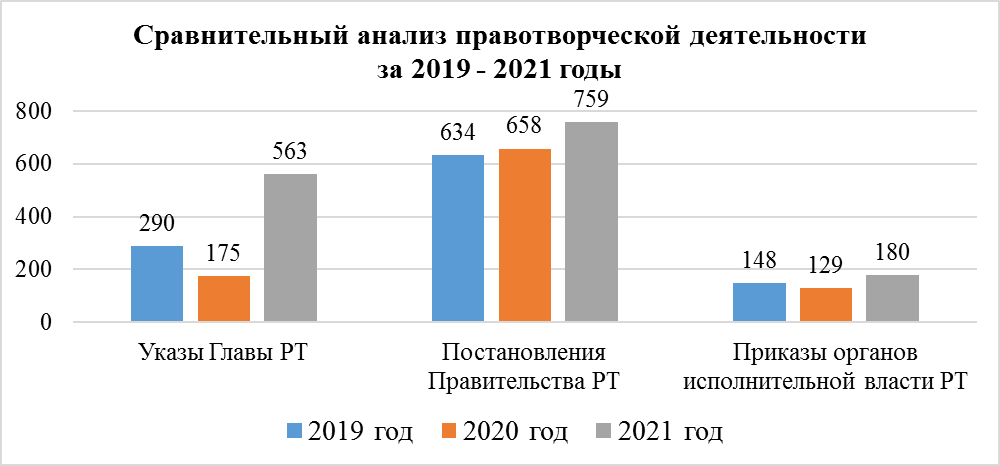 Сравнительный анализ правотворческой деятельности
за 2019 - 2021 годы
800
600
400
200
0
290
175
563
634
658
759
148
129
180
Указы Главы РТ
Постановления
Правительства РТ
Приказы органов
исполнительной власти РТ
2019 год
2020 год
2021 год